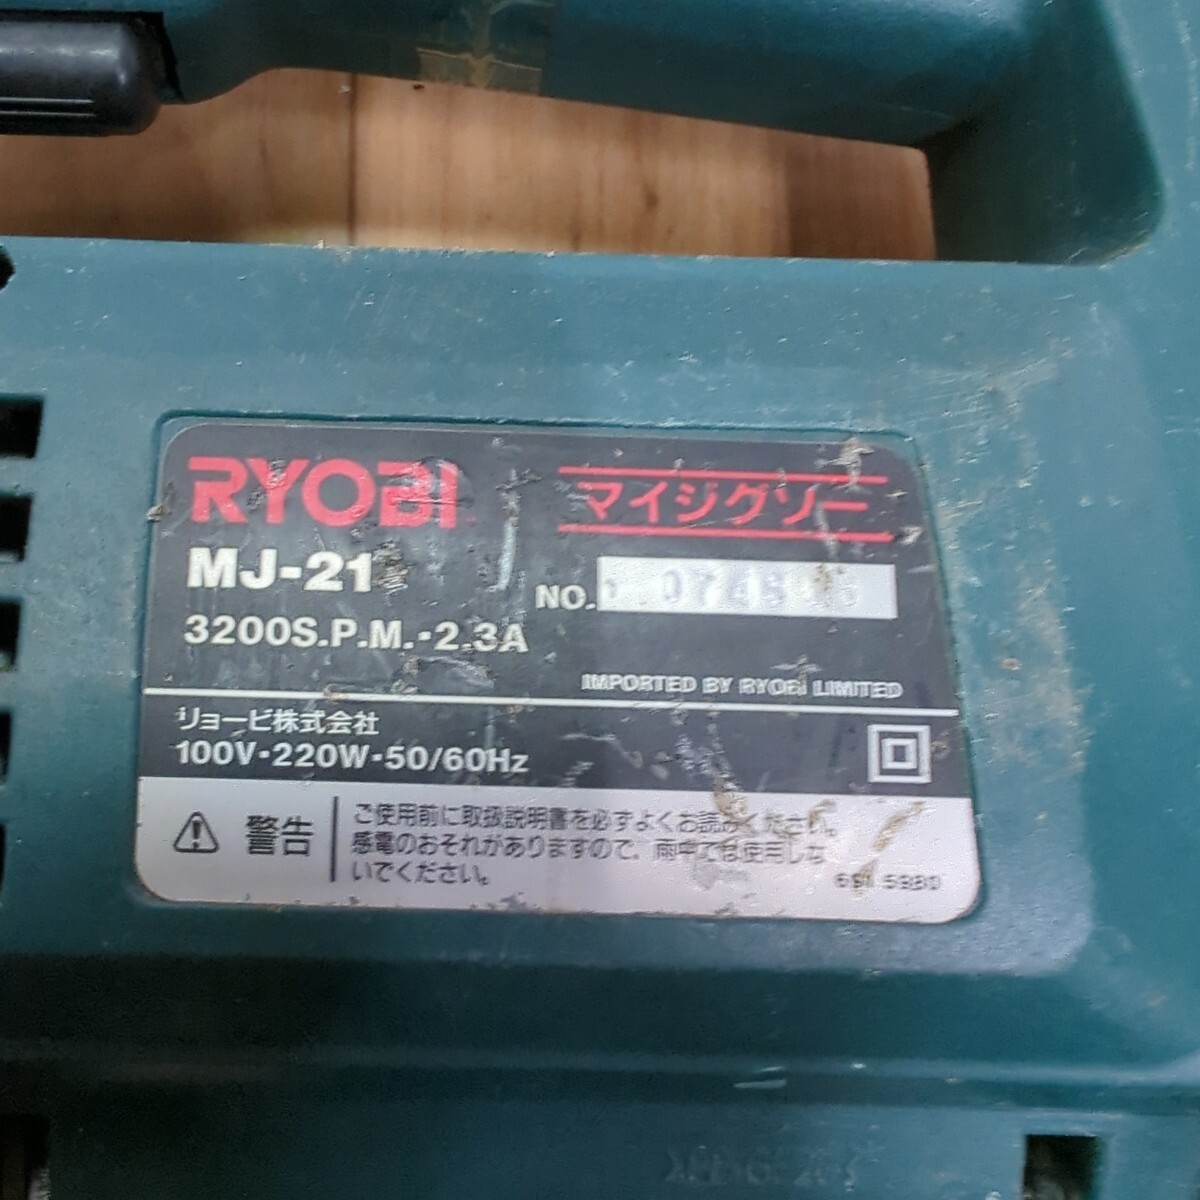 RYOBI
マイジグソー
MJ-21
NO.
3200S.P.M.・2.3A
IMPORTED BY RYOBI LIMITED
リョービ株式会社
100V・220W・50/60Hz
警告
ご使用前に取扱説明書を必ずよくお読みください。
感電のおそれがありますので、雨中では使用しな
いでください。